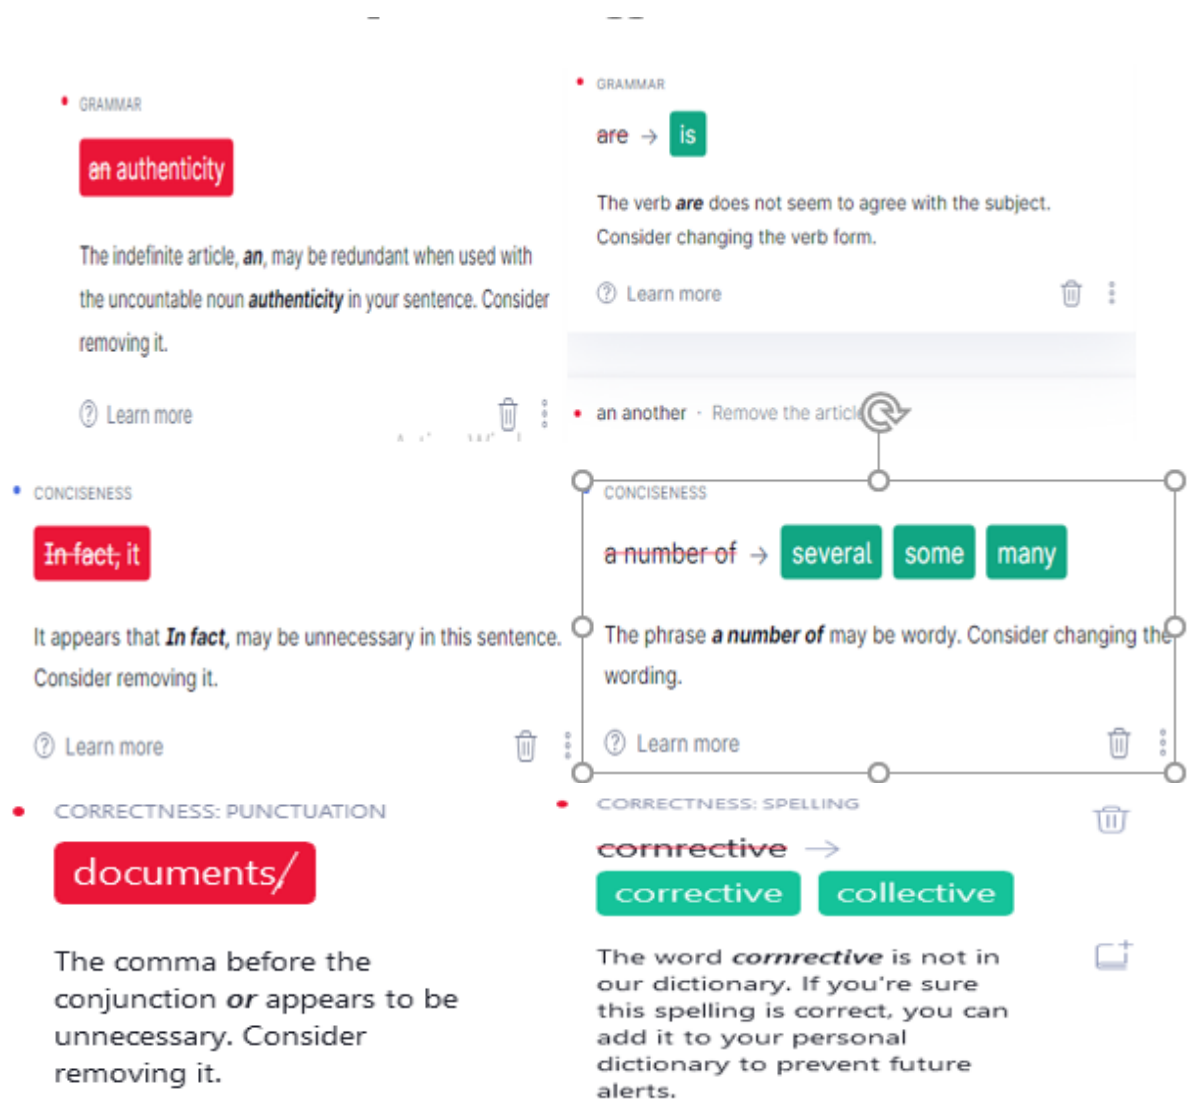 GRAMMAR
an authenticity
The indefinite article, an, may be redundant when used with
the uncountable noun authenticity in your sentence. Consider
removing it.
Learn more
GRAMMAR
are → is
The verb are does not seem to agree with the subject.
Consider changing the verb form.
Learn more
an another · Remove the article
CONCISENESS
In fact, it
It appears that In fact, may be unnecessary in this sentence.
Consider removing it.
Learn more
CONCISENESS
a number of → several some many
The phrase a number of may be wordy. Consider changing the
wording.
Learn more
CORRECTNESS: PUNCTUATION
documents,
The comma before the
conjunction or appears to be
unnecessary. Consider
removing it.
CORRECTNESS: SPELLING
cornrective →
corrective collective
The word cornrective is not in
our dictionary. If you're sure
this spelling is correct, you can
add it to your personal
dictionary to prevent future
alerts.